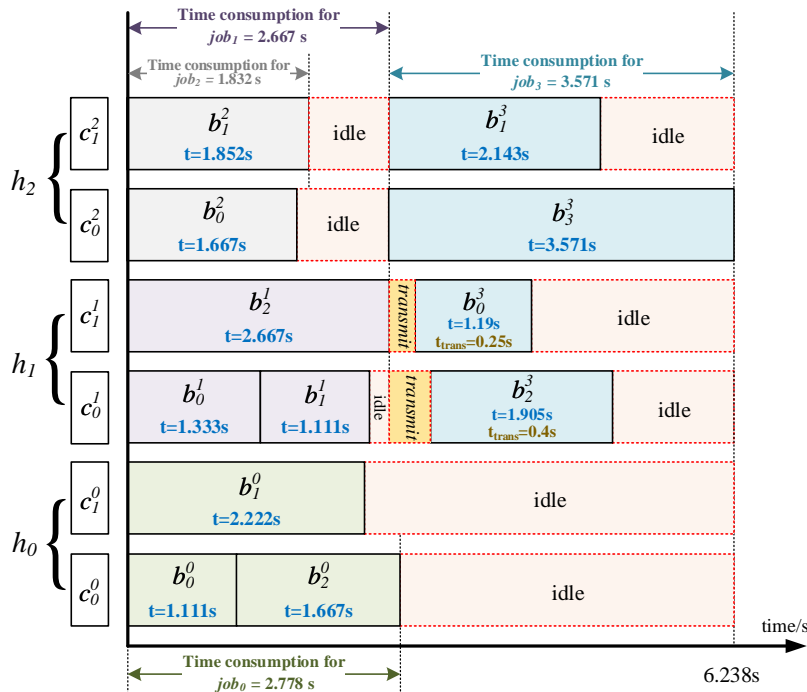 Time consumption for
job₁ = 2.667 s
Time consumption for
job₂ = 1.832 s
Time consumption for
job₃ = 3.571 s
h₂
c₁²
b₁²
t=1.852s
idle
b₁³
t=2.143s
idle
c₀²
b₀²
t=1.667s
idle
b₃³
t=3.571s
h₁
c₁¹
b₂¹
t=2.667s
transmit
b₀³
t=1.19s
t_trans=0.25s
idle
c₀¹
b₀¹
t=1.333s
b₁¹
t=1.111s
idle
transmit
b₂³
t=1.905s
t_trans=0.4s
idle
h₀
c₁⁰
b₁⁰
t=2.222s
idle
c₀⁰
b₀⁰
t=1.111s
b₂⁰
t=1.667s
idle
time/s
Time consumption for
job₀ = 2.778 s
6.238s